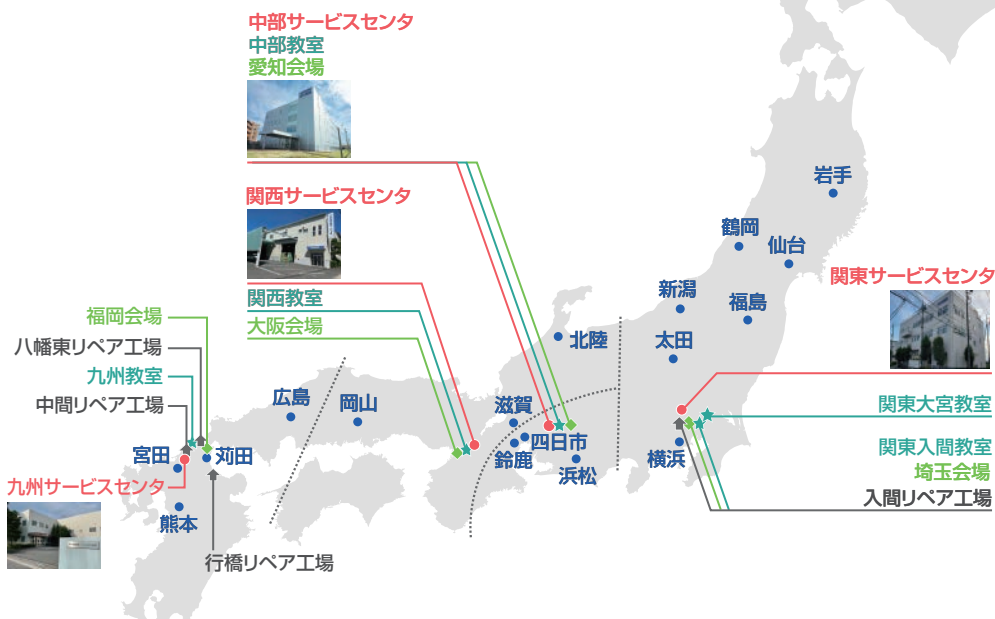 中部サービスセンタ
中部教室
愛知会場
関西サービスセンタ
関西教室
大阪会場
岩手
鶴岡
仙台
関東サービスセンタ
新潟
福島
福岡会場
八幡東リペア工場
九州教室
中間リペア工場
北陸
太田
広島
岡山
滋賀
関東大宮教室
宮田
苅田
鈴鹿
四日市
浜松
横浜
関東入間教室
埼玉会場
入間リペア工場
九州サービスセンタ
熊本
行橋リペア工場